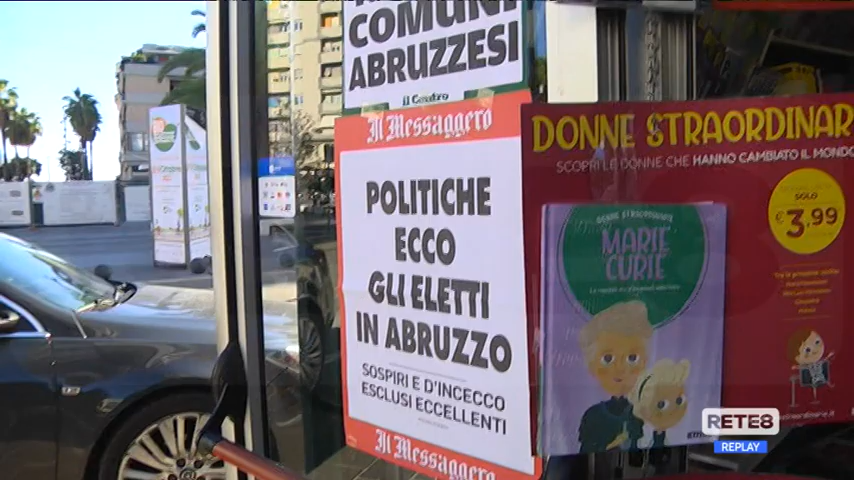 COMUNI
ABRUZZESI
il Centro
Il Messaggero
POLITICHE
ECCO
GLI ELETTI
IN ABRUZZO
SOSPIRI E D'INCECCO
ESCLUSI ECCELLENTI
Il Messaggero
DONNE STRAORDINAR
SCOPRI LE DONNE CHE HANNO CAMBIATO IL MONDO
SOLO
€3,99
DONNE STRAORDINARIE
MARIE
CURIE
RETE8
REPLAY